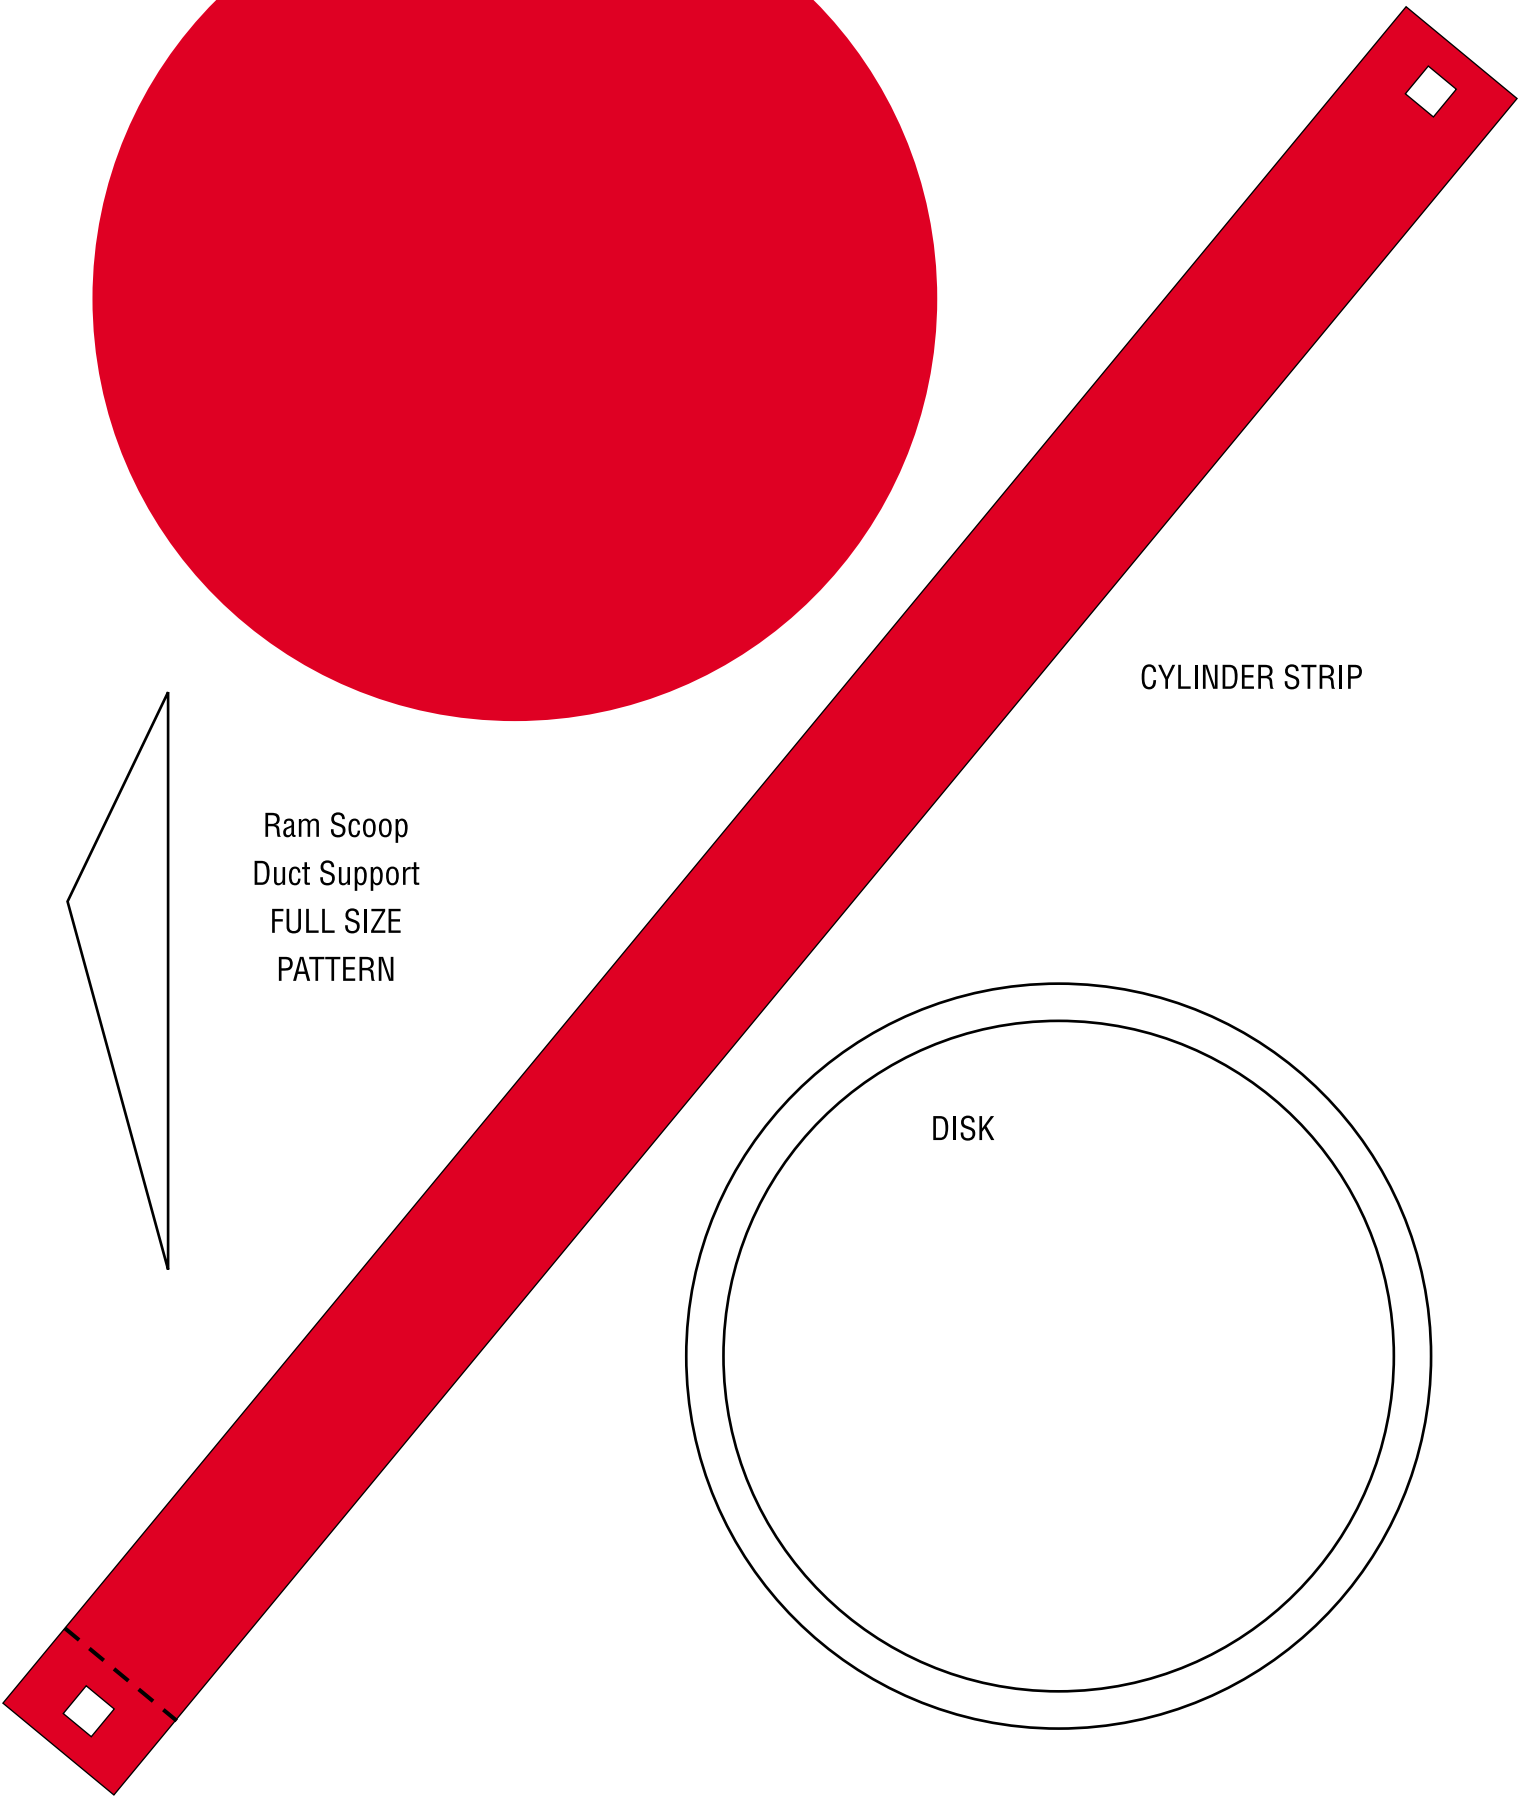 CYLINDER STRIP
Ram Scoop
Duct Support
FULL SIZE
PATTERN
DISK